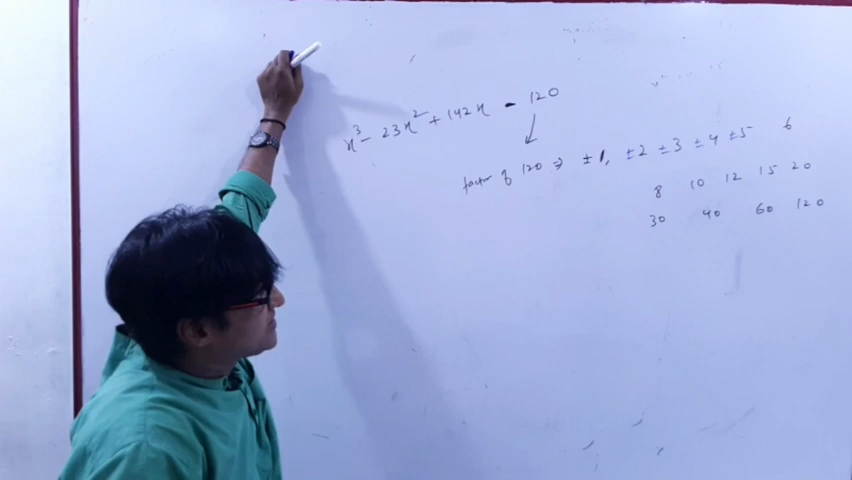 x³ - 23x² + 142x - 120
factor of 120 ⇒ ±1, ±2 ±3 ±4 ±5 6
8 10 12 15 20
30 40 60 120